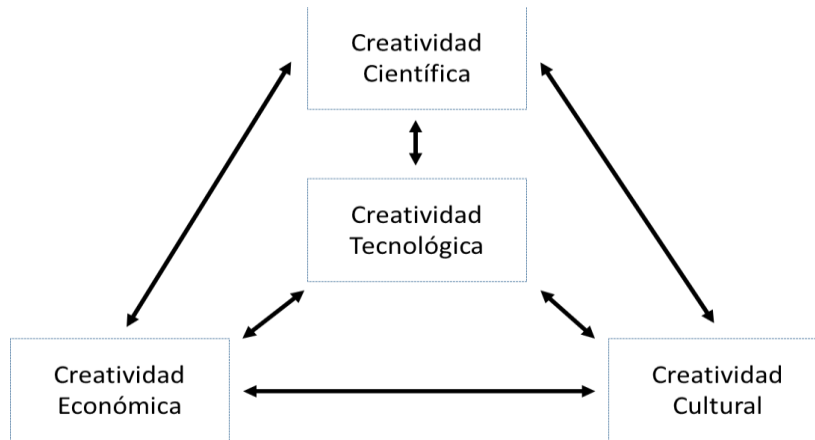 Creatividad
Científica
Creatividad
Tecnológica
Creatividad
Económica
Creatividad
Cultural